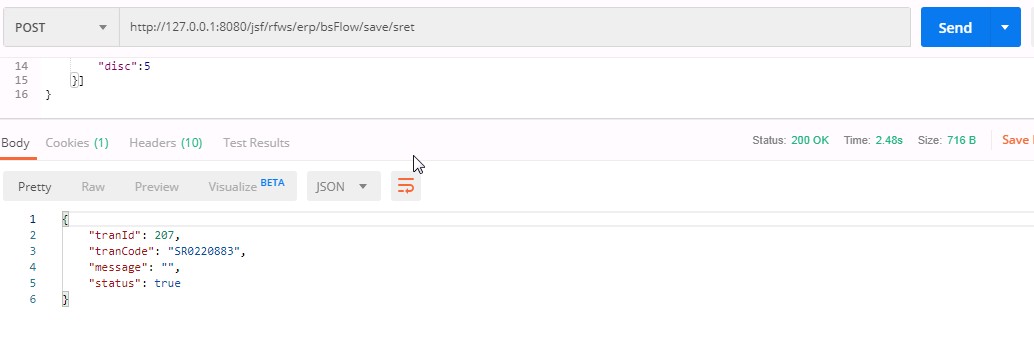 POST http://127.0.0.1:8080/jsf/rfws/erp/bsFlow/save/sret Send
14 "disc":5
15 }]
16 }
Body Cookies (1) Headers (10) Test Results Status: 200 OK Time: 2.48s Size: 716 B Save
Pretty Raw Preview Visualize BETA JSON
1 {
2 "tranId": 207,
3 "tranCode": "SR0220883",
4 "message": "",
5 "status": true
6 }